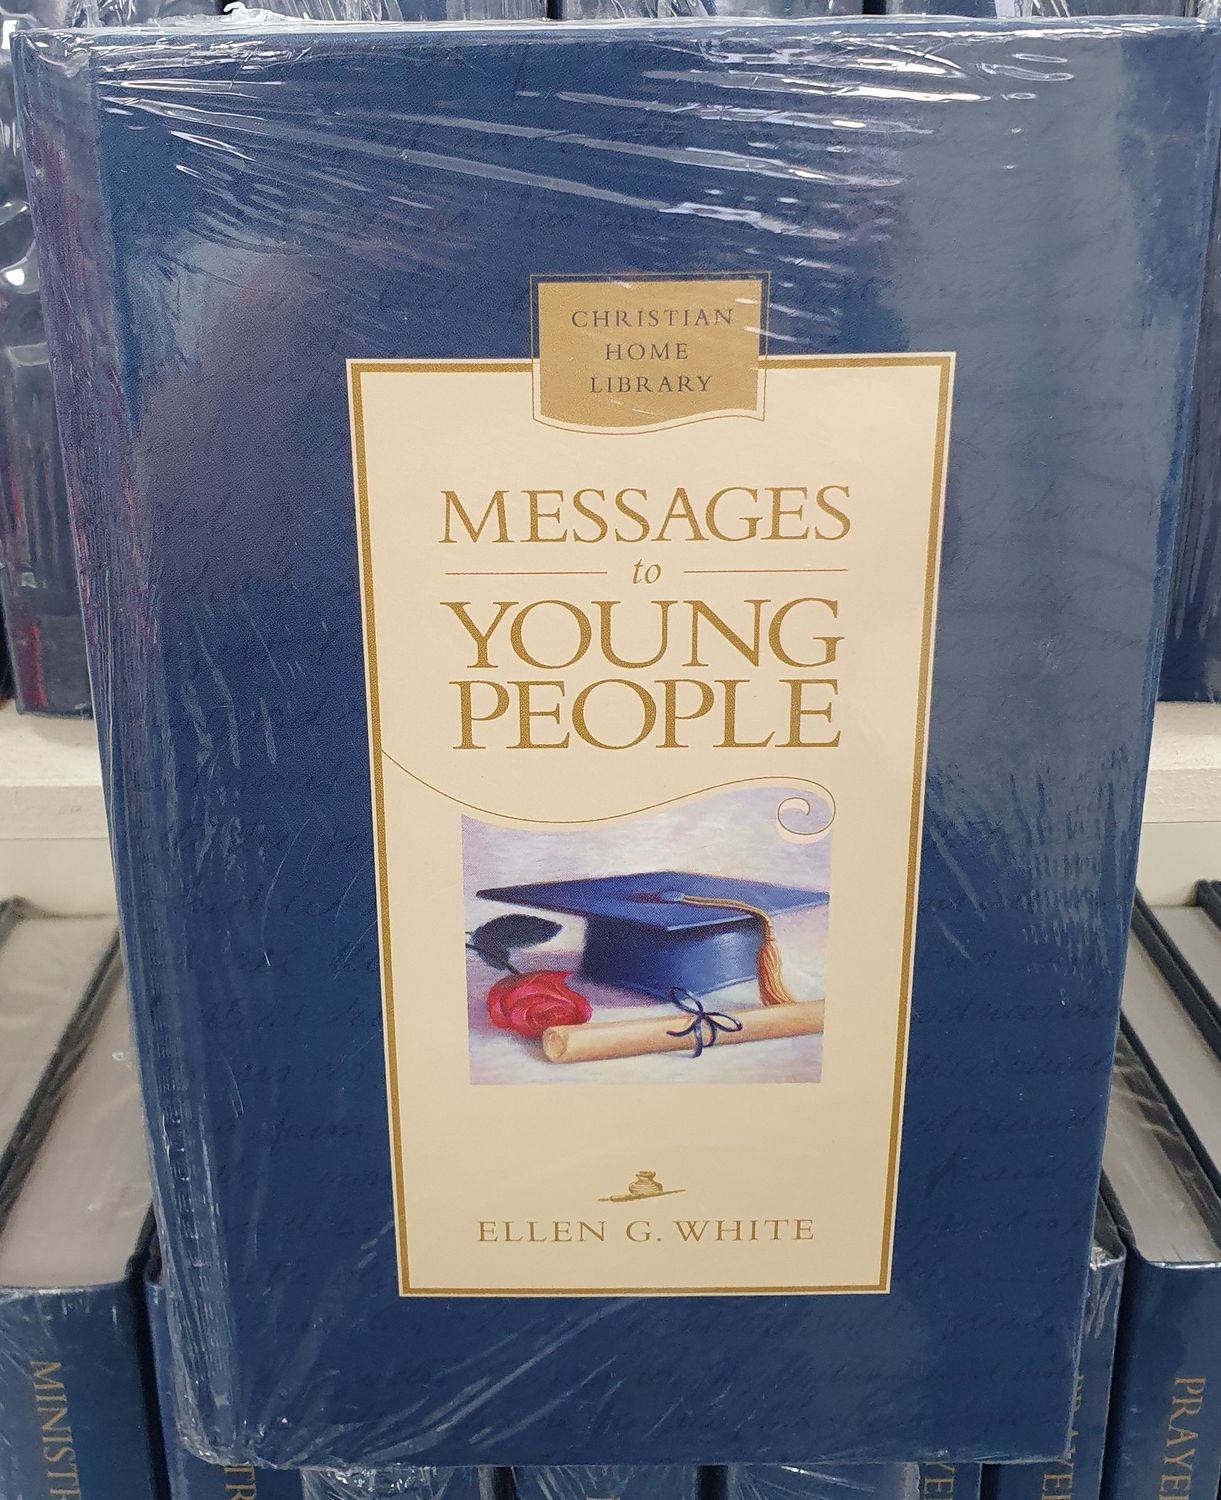 CHRISTIAN
HOME
LIBRARY
MESSAGES
to
YOUNG
PEOPLE
ELLEN G. WHITE